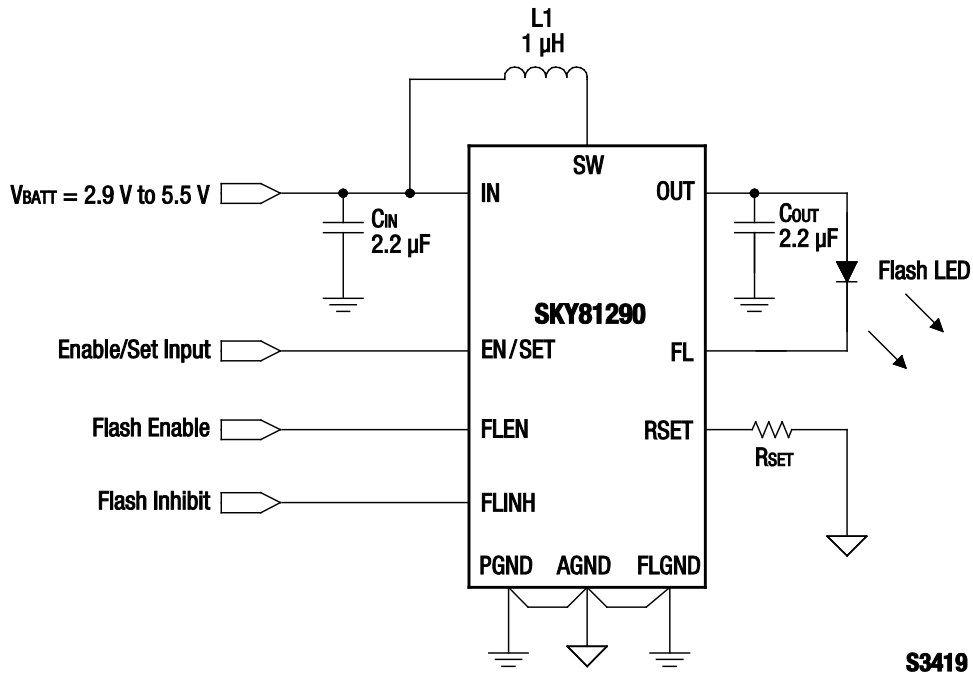 L1
1 µH
SW
VBATT = 2.9 V to 5.5 V
IN
OUT
CIN
2.2 µF
COUT
2.2 µF
Flash LED
SKY81290
Enable/Set Input
EN/SET
FL
Flash Enable
FLEN
RSET
RSET
Flash Inhibit
FLINH
PGND
AGND
FLGND
S3419